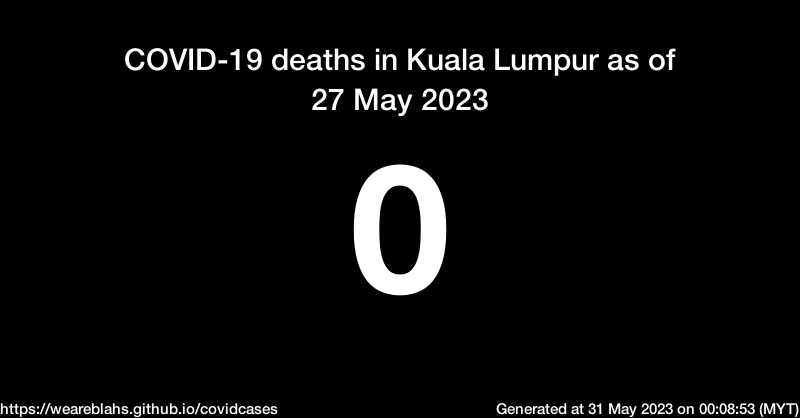 COVID-19 deaths in Kuala Lumpur as of
27 May 2023
0
https://weareblahs.github.io/covidcases
Generated at 31 May 2023 on 00:08:53 (MYT)